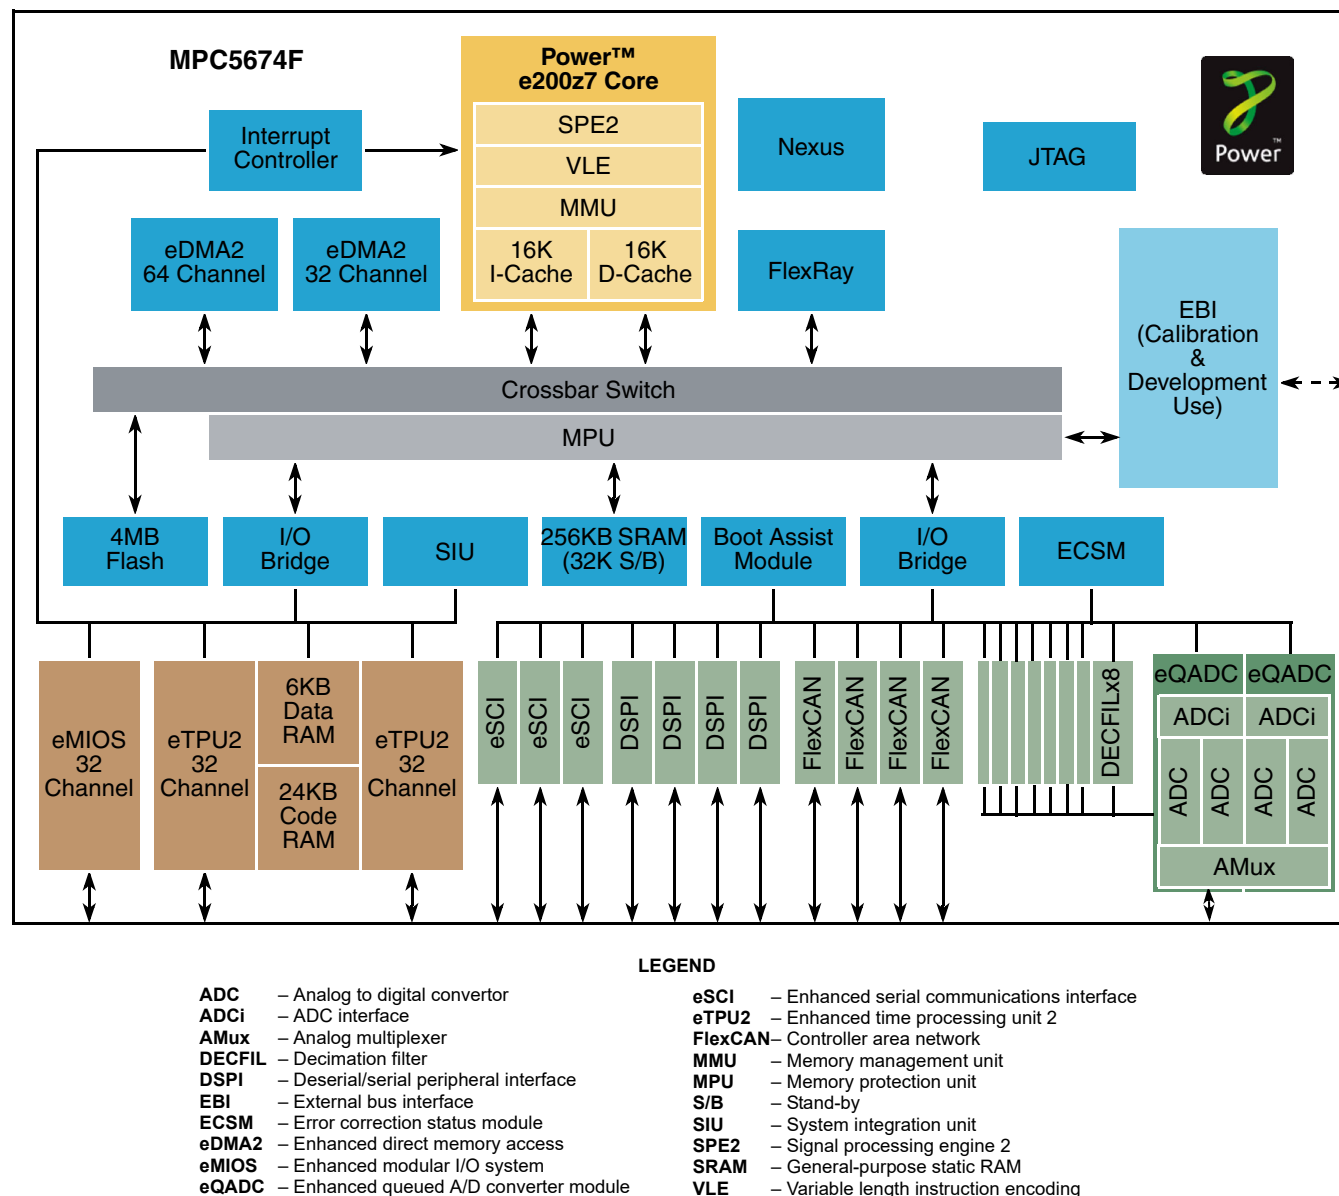 MPC5674F
Power™
e200z7 Core
SPE2
VLE
MMU
16K
I-Cache
16K
D-Cache
Interrupt
Controller
Nexus
JTAG
Power™
eDMA2
64 Channel
eDMA2
32 Channel
FlexRay
EBI
(Calibration
&
Development
Use)
Crossbar Switch
MPU
4MB
Flash
I/O
Bridge
SIU
256KB SRAM
(32K S/B)
Boot Assist
Module
I/O
Bridge
ECSM
eMIOS
32
Channel
eTPU2
32
Channel
6KB
Data
RAM
24KB
Code
RAM
eTPU2
32
Channel
eSCI
eSCI
eSCI
DSPI
DSPI
DSPI
DSPI
FlexCAN
FlexCAN
FlexCAN
FlexCAN
DECFILx8
eQADC
eQADC
ADCi
ADCi
ADC
ADC
ADC
ADC
AMux
LEGEND
ADC – Analog to digital convertor
ADCi – ADC interface
AMux – Analog multiplexer
DECFIL – Decimation filter
DSPI – Deserial/serial peripheral interface
EBI – External bus interface
ECSM – Error correction status module
eDMA2 – Enhanced direct memory access
eMIOS – Enhanced modular I/O system
eQADC – Enhanced queued A/D converter module
eSCI – Enhanced serial communications interface
eTPU2 – Enhanced time processing unit 2
FlexCAN – Controller area network
MMU – Memory management unit
MPU – Memory protection unit
S/B – Stand-by
SIU – System integration unit
SPE2 – Signal processing engine 2
SRAM – General-purpose static RAM
VLE – Variable length instruction encoding